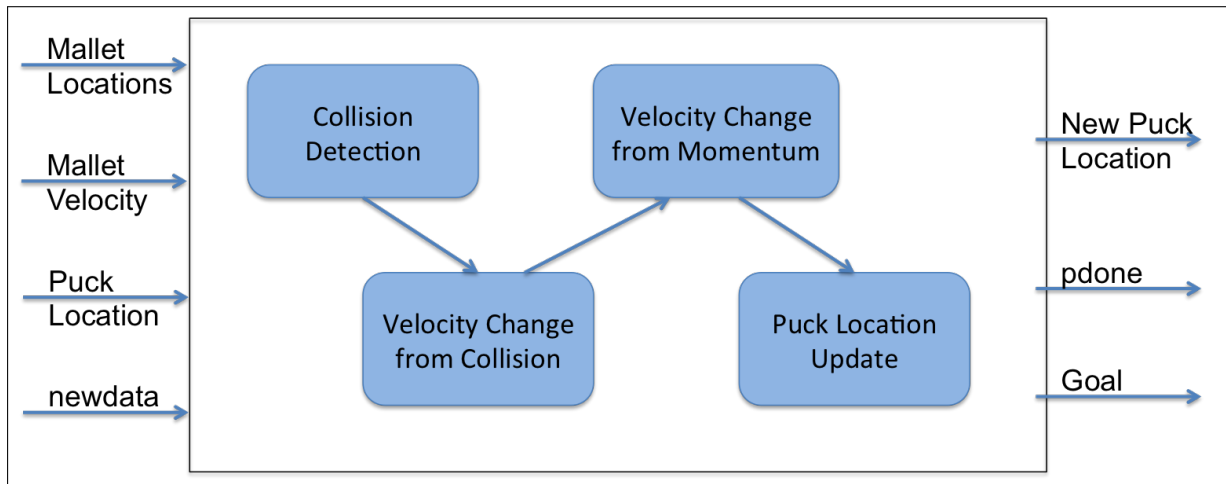 Mallet
Locations
Mallet
Velocity
Puck
Location
newdata
Collision
Detection
Velocity Change
from Collision
Velocity Change
from Momentum
Puck Location
Update
New Puck
Location
pdone
Goal